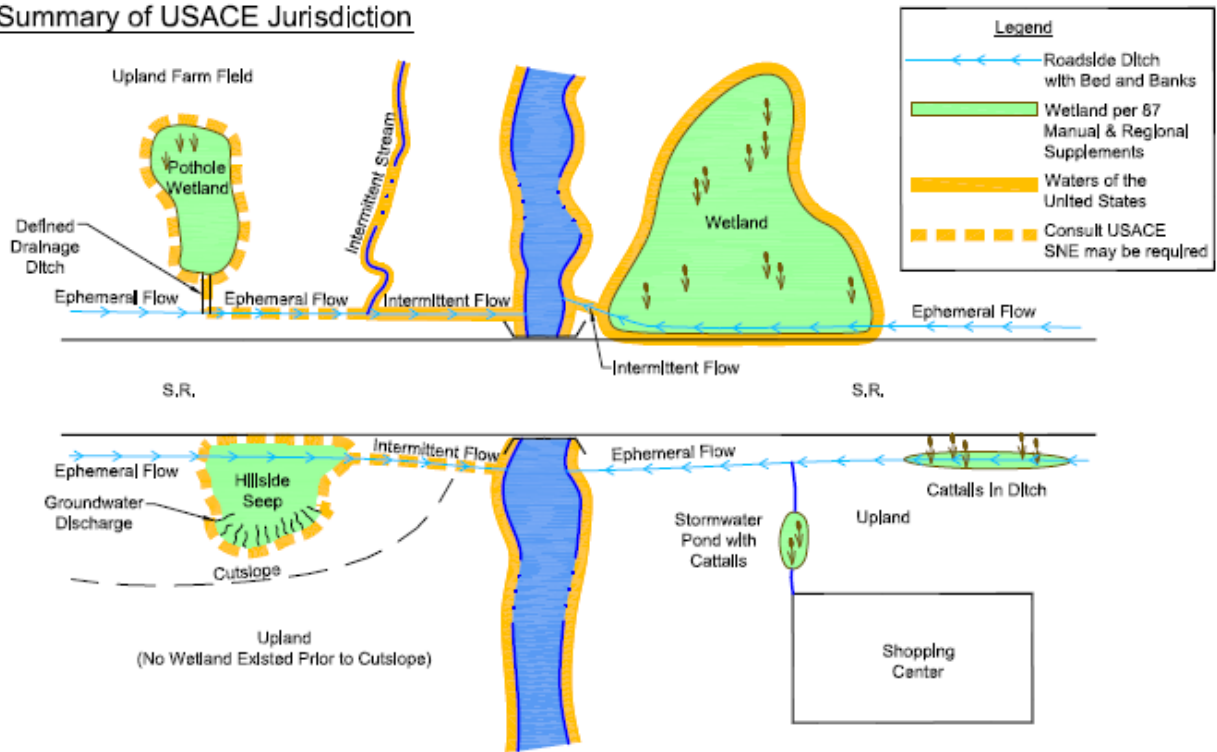 Summary of USACE Jurisdiction
Legend
Roadside Ditch
with Bed and Banks
Wetland per 87
Manual & Regional
Supplements
Waters of the
United States
Consult USACE
SNE may be required
Upland Farm Field
Pothole
Wetland
Intermittent Stream
Wetland
Defined
Drainage
Ditch
Ephemeral Flow
Ephemeral Flow
Intermittent Flow
Ephemeral Flow
Intermittent Flow
S.R.
S.R.
Ephemeral Flow
Intermittent Flow
Ephemeral Flow
Hillside
Seep
Groundwater
Discharge
Cutslope
Cattails in Ditch
Upland
Stormwater
Pond with
Cattails
Upland
(No Wetland Existed Prior to Cutslope)
Shopping
Center